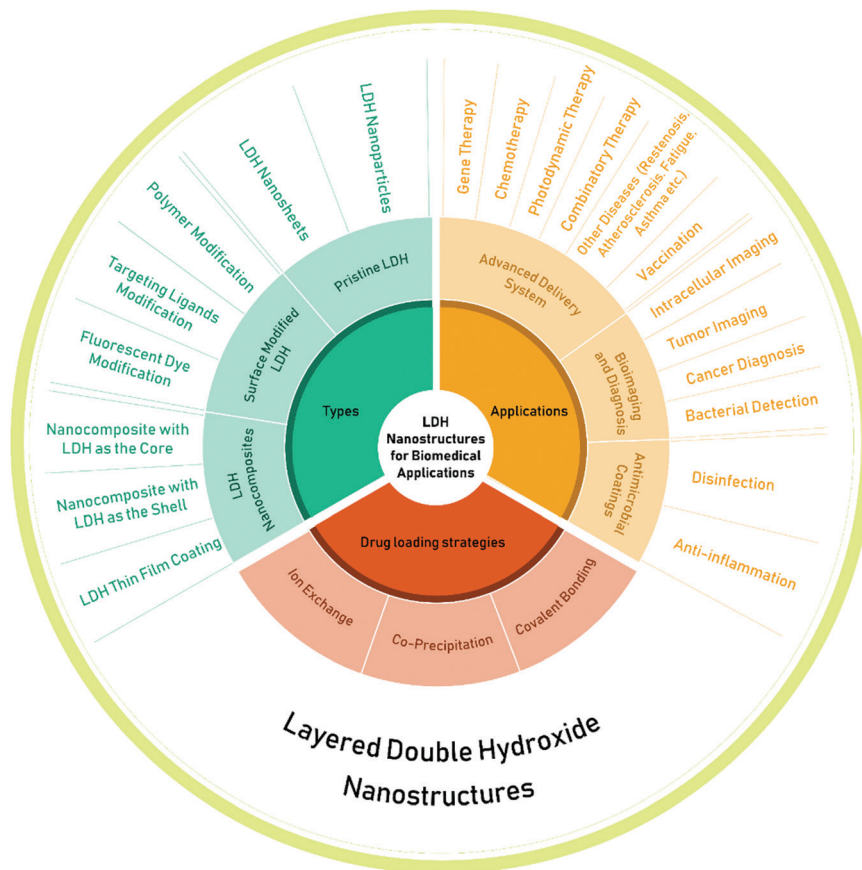 LDH
Nanostructures
for Biomedical
Applications
Types
Pristine LDH
LDH Nanoparticles
LDH Nanosheets
Surface Modified
LDH
Polymer Modification
Targeting Ligands
Modification
Fluorescent Dye
Modification
LDH
Nanocomposites
Nanocomposite with
LDH as the Core
Nanocomposite with
LDH as the Shell
LDH Thin Film Coating
Applications
Advanced Delivery
System
Gene Therapy
Chemotherapy
Photodynamic Therapy
Combinatory Therapy
Other Diseases (Restenosis,
Atherosclerosis, Fatigue,
Asthma etc.)
Vaccination
Bioimaging
and Diagnosis
Intracellular Imaging
Tumor Imaging
Cancer Diagnosis
Bacterial Detection
Antimicrobial
Coatings
Disinfection
Anti-inflammation
Drug loading strategies
Ion Exchange
Co-Precipitation
Covalent Bonding
Layered Double Hydroxide
Nanostructures